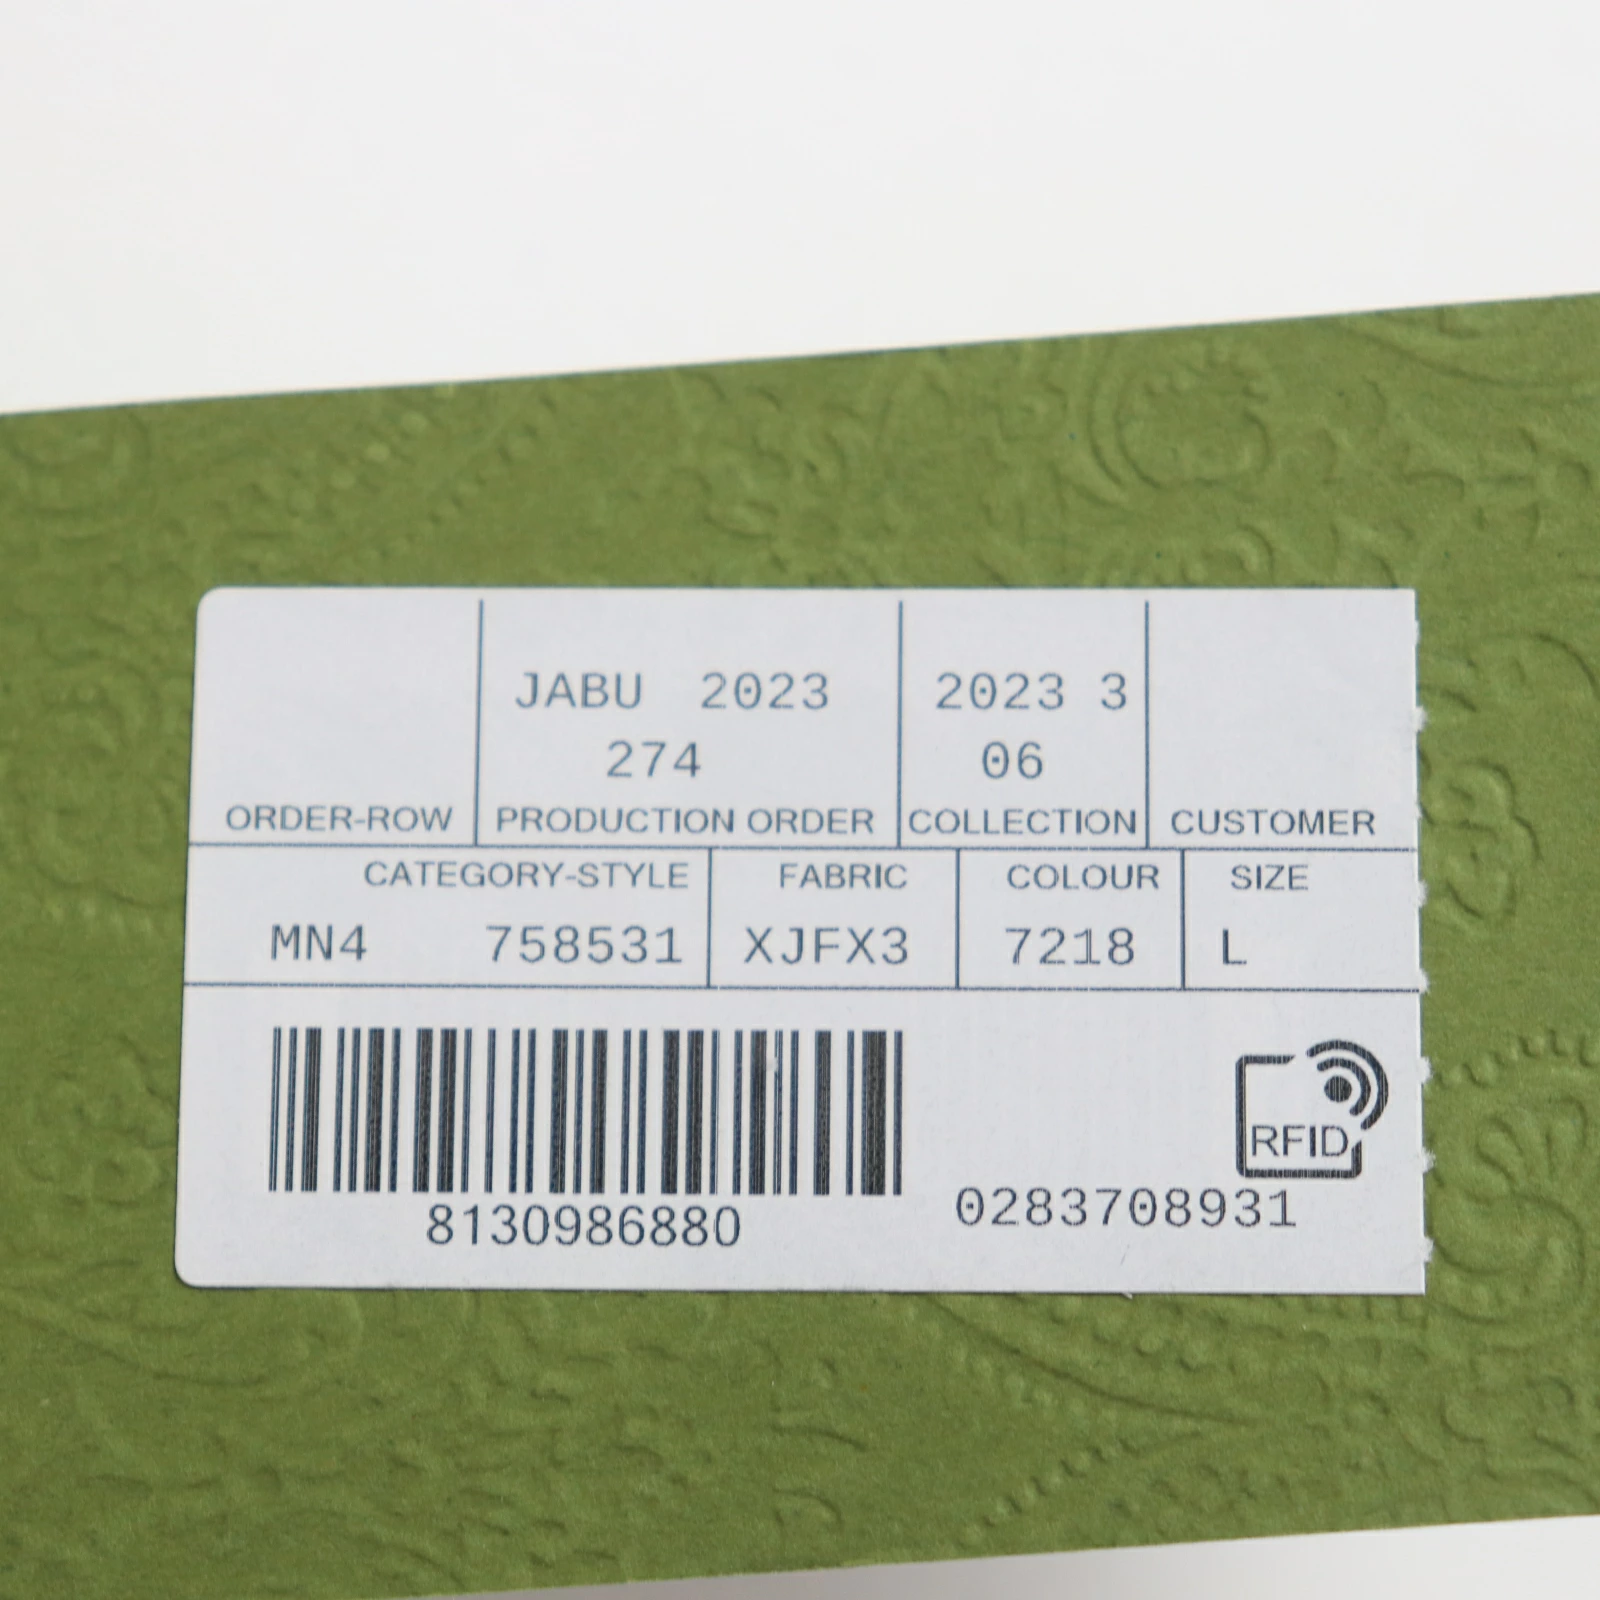 JABU 2023 2023 3
274 06
ORDER-ROW PRODUCTION ORDER COLLECTION CUSTOMER
CATEGORY-STYLE FABRIC COLOUR SIZE
MN4 758531 XJFX3 7218 L
RFID
8130986880 0283708931